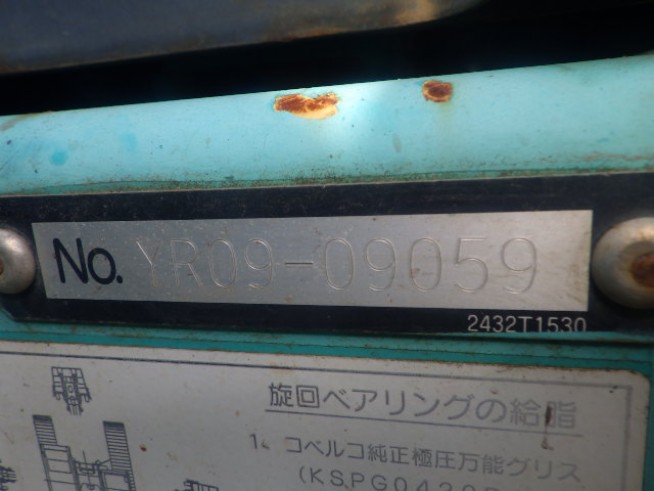 No. YR09-09059
2432T1530
旋回ベアリングの給脂
1. コベルコ純正極圧万能グリス